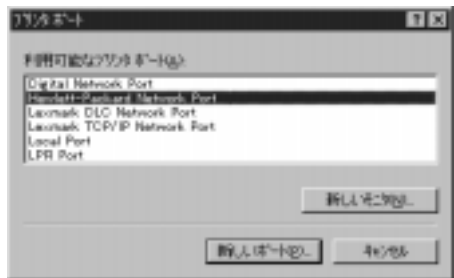 プリンタ ポート
利用可能なプリンタ ポート(A):
Digital Network Port
Hewlett-Packard Network Port
Lexmark DLC Network Port
Lexmark TCP/IP Network Port
Local Port
LPR Port
新しいモニタ(M)...
新しいポート(P)... キャンセル